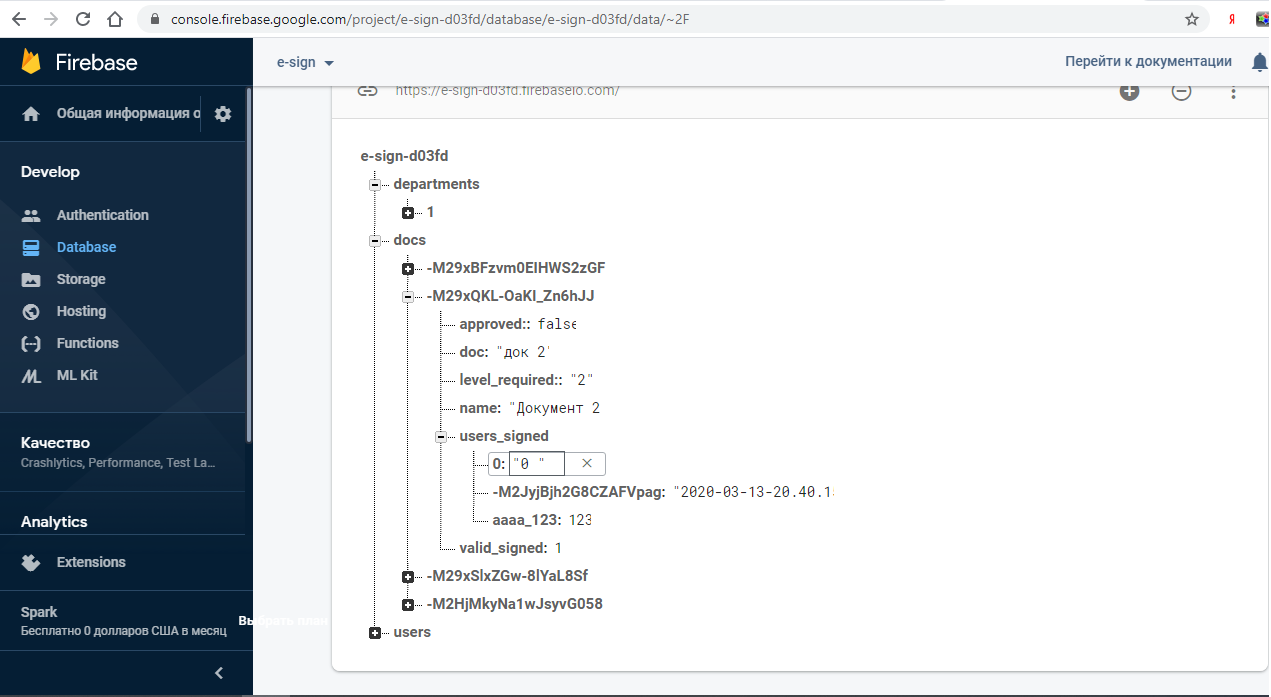 console.firebase.google.com/project/e-sign-d03fd/database/e-sign-d03fd/data/~2F
Я
Firebase
e-sign
Перейти к документации
Общая информация о
https://e-sign-d03fd.firebaseio.com/
Develop
Authentication
Database
Storage
Hosting
Functions
ML Kit
Качество
Crashlytics, Performance, Test La...
Analytics
Extensions
Spark
Бесплатно 0 долларов США в месяц
Выбрать план
e-sign-d03fd
departments
1
docs
-M29xBFzvm0EIHWS2zGF
-M29xQKL-OaKI_Zn6hJJ
approved:: false
doc: "док 2'
level_required:: "2"
name: "Документ 2
users_signed
0: "0 "
-M2JyjBjh2G8CZAFVpag: "2020-03-13-20.40.1
aaaa_123: 123
valid_signed: 1
-M29xSlxZGw-8lYaL8Sf
-M2HjMkyNa1wJsyvG058
users